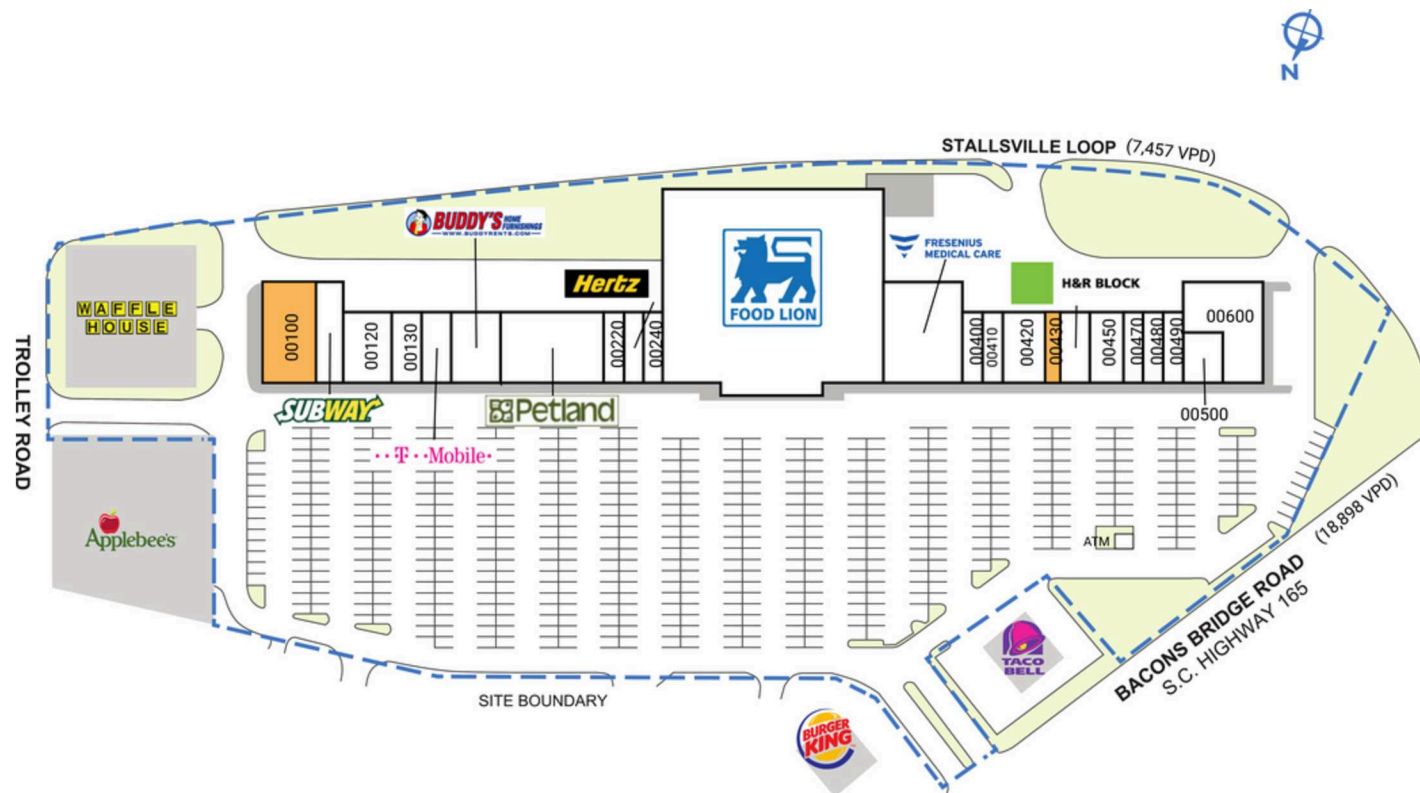 N
STALLSVILLE LOOP (7,457 VPD)
BUDDY'S HOME FURNISHINGS
WWW.BUDDYRENTS.COM
Hertz
FOOD LION
FRESENIUS
MEDICAL CARE
H&R BLOCK
WAFFLE
HOUSE
TROLLEY ROAD
00100
00120
00130
00220
00240
00400
00410
00420
00430
00450
00470
00480
00490
00600
00500
SUBWAY
Petland
T Mobile
Applebee's
ATM
(18,898 VPD)
BACONS BRIDGE ROAD
S.C. HIGHWAY 165
TACO
BELL
SITE BOUNDARY
BURGER
KING